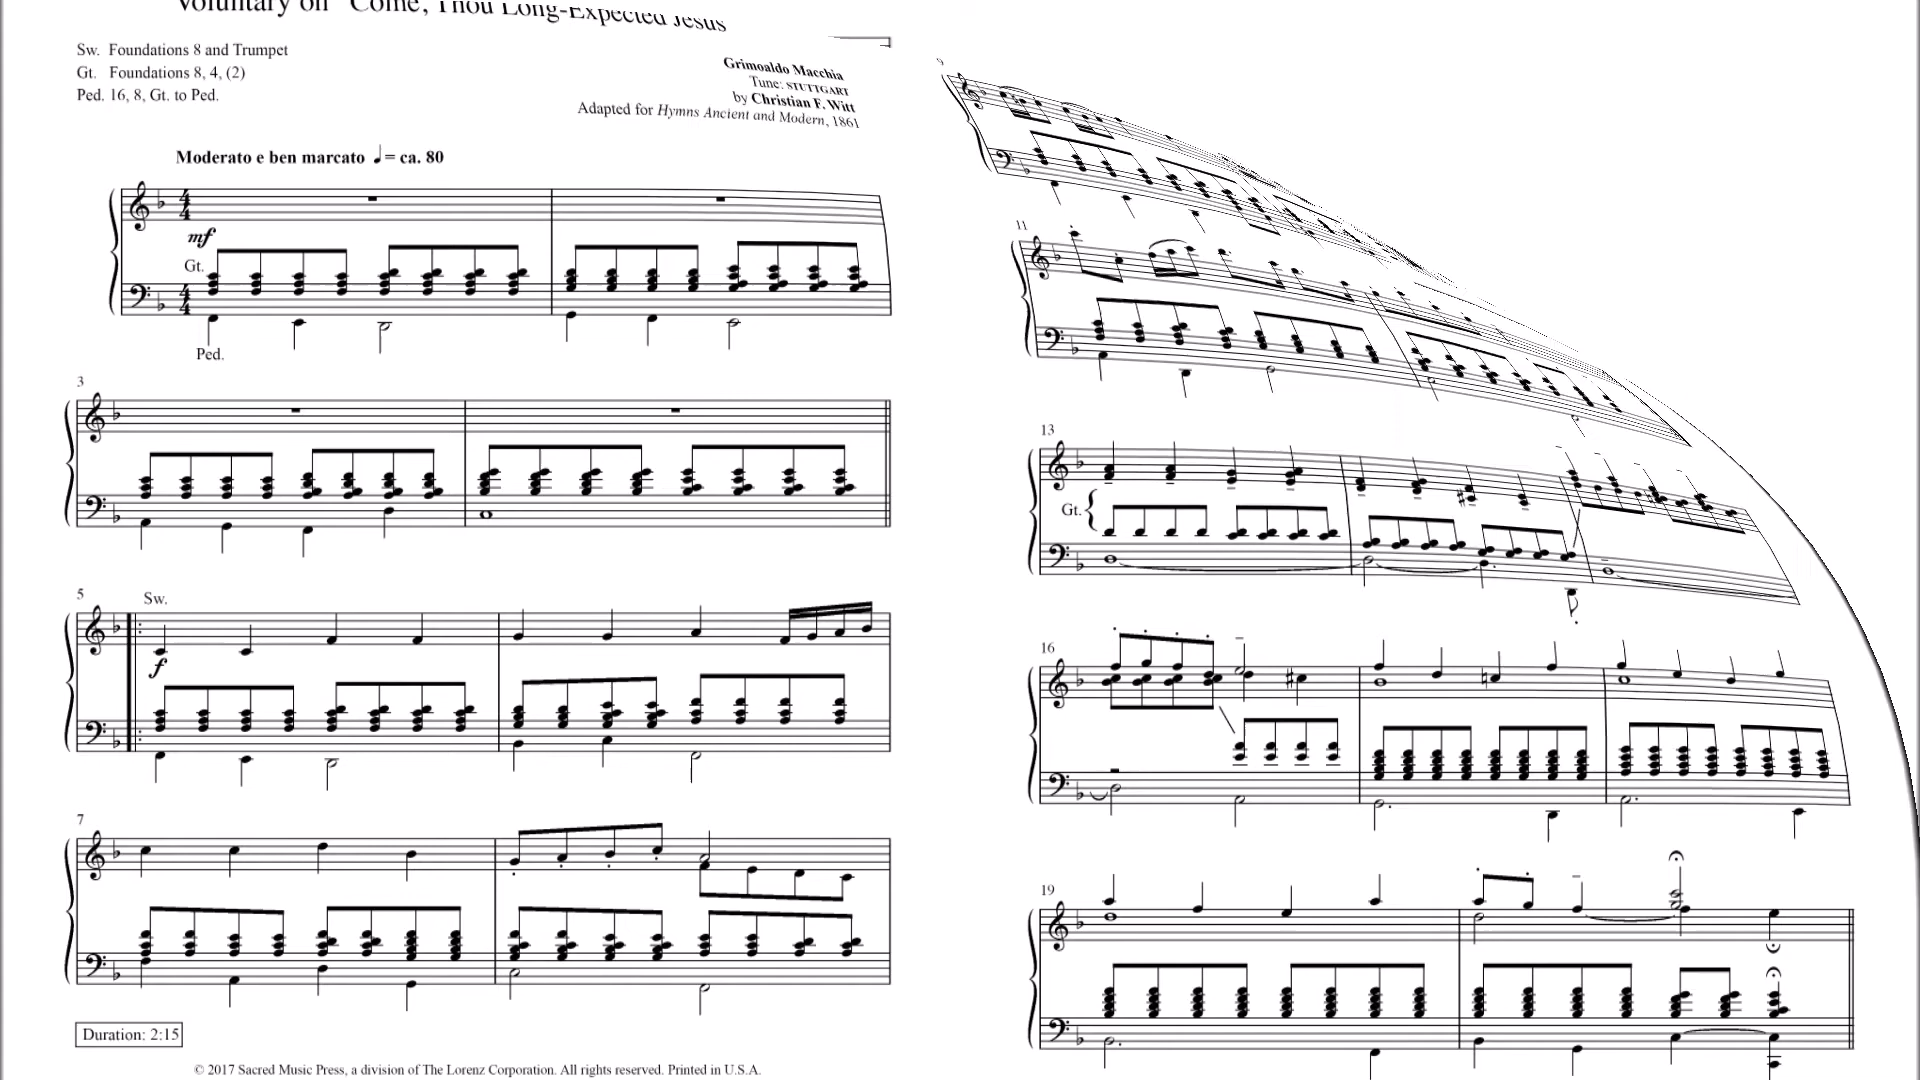 Voluntary on "Come, Thou Long-Expected Jesus"
Sw. Foundations 8 and Trumpet
Gt. Foundations 8, 4, (2)
Ped. 16, 8, Gt. to Ped.
Grimoaldo Macchia
Tune: STUTTGART
by Christian F. Witt
Adapted for Hymns Ancient and Modern, 1861
Moderato e ben marcato ♩= ca. 80
mf
Gt.
Ped.
3
5
Sw.
f
7
Duration: 2:15
© 2017 Sacred Music Press, a division of The Lorenz Corporation. All rights reserved. Printed in U.S.A.
9
11
13
Gt.
16
19